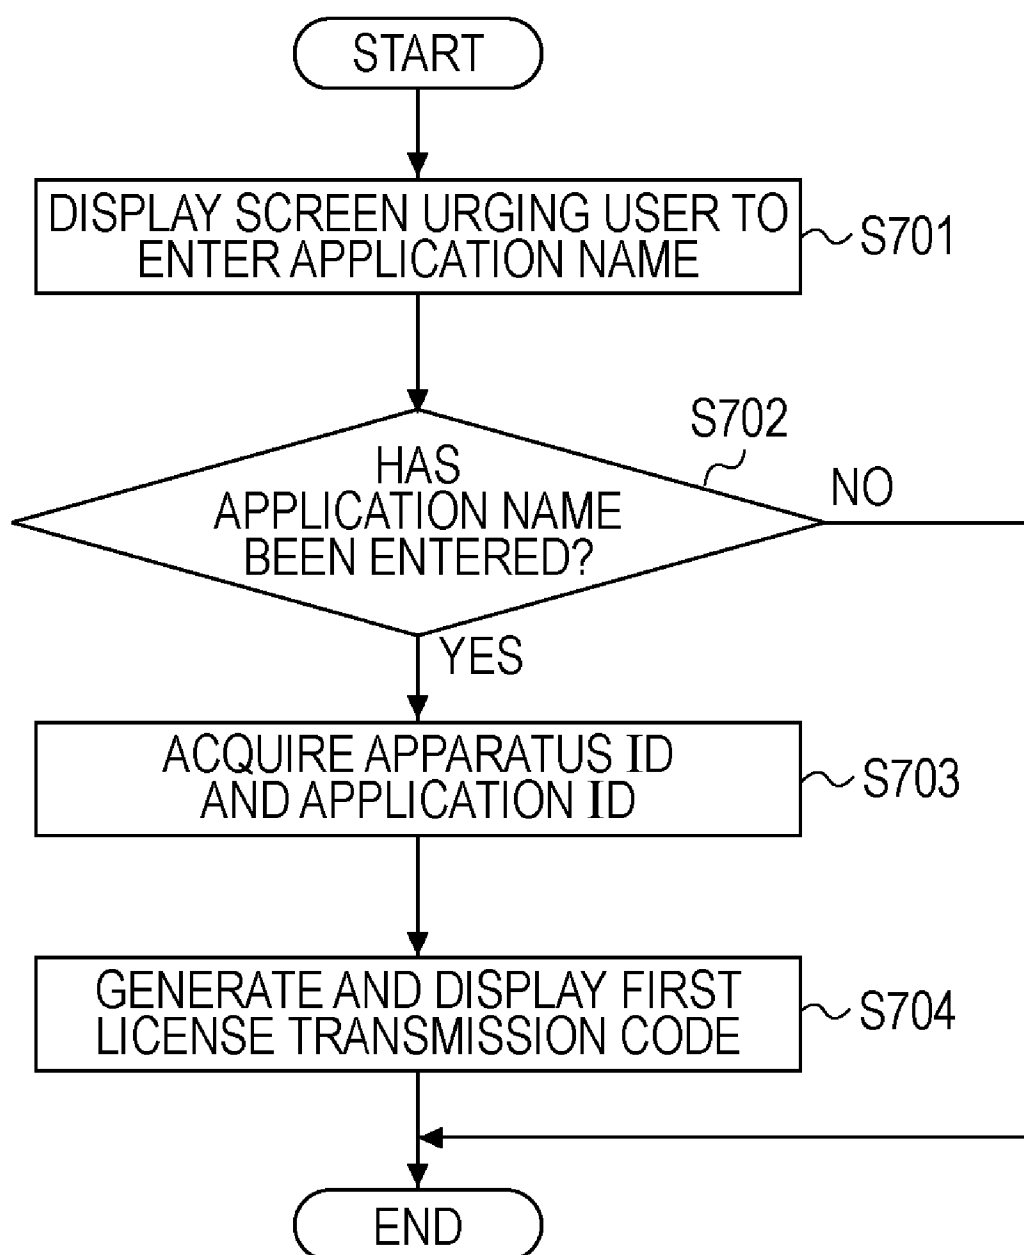 START
DISPLAY SCREEN URGING USER TO
ENTER APPLICATION NAME
S701
S702
HAS
APPLICATION NAME
BEEN ENTERED?
NO
YES
ACQUIRE APPARATUS ID
AND APPLICATION ID
S703
GENERATE AND DISPLAY FIRST
LICENSE TRANSMISSION CODE
S704
END